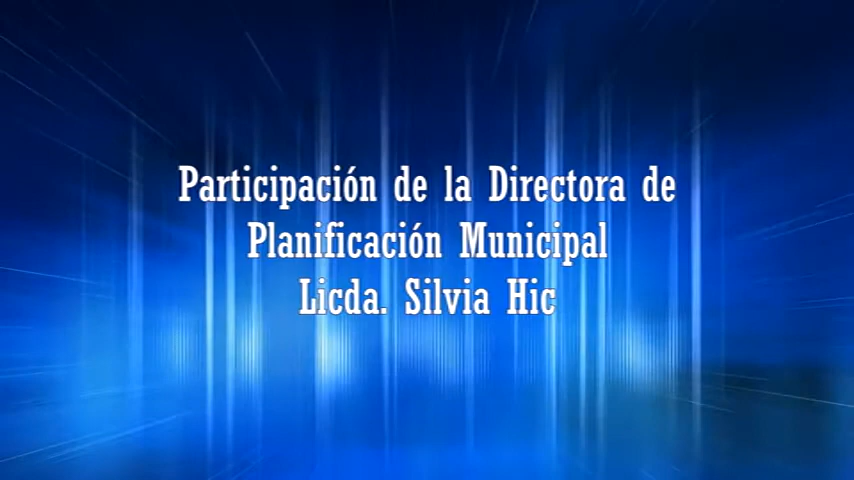 Participación de la Directora de
Planificación Municipal
Licda. Silvia Hic